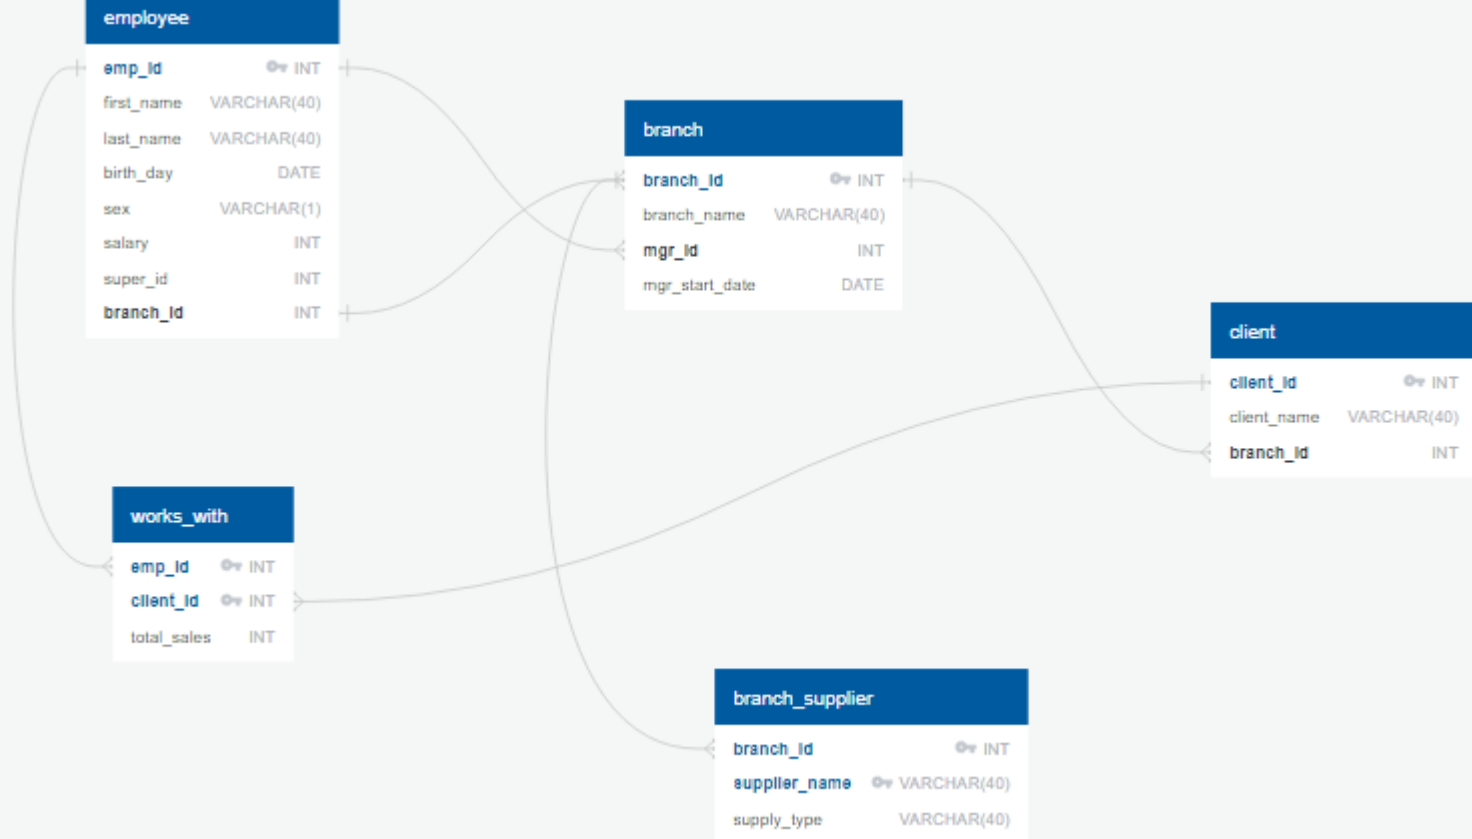 employee
emp_id INT
first_name VARCHAR(40)
last_name VARCHAR(40)
birth_day DATE
sex VARCHAR(1)
salary INT
super_id INT
branch_id INT
branch
branch_id INT
branch_name VARCHAR(40)
mgr_id INT
mgr_start_date DATE
client
client_id INT
client_name VARCHAR(40)
branch_id INT
works_with
emp_id INT
client_id INT
total_sales INT
branch_supplier
branch_id INT
supplier_name VARCHAR(40)
supply_type VARCHAR(40)